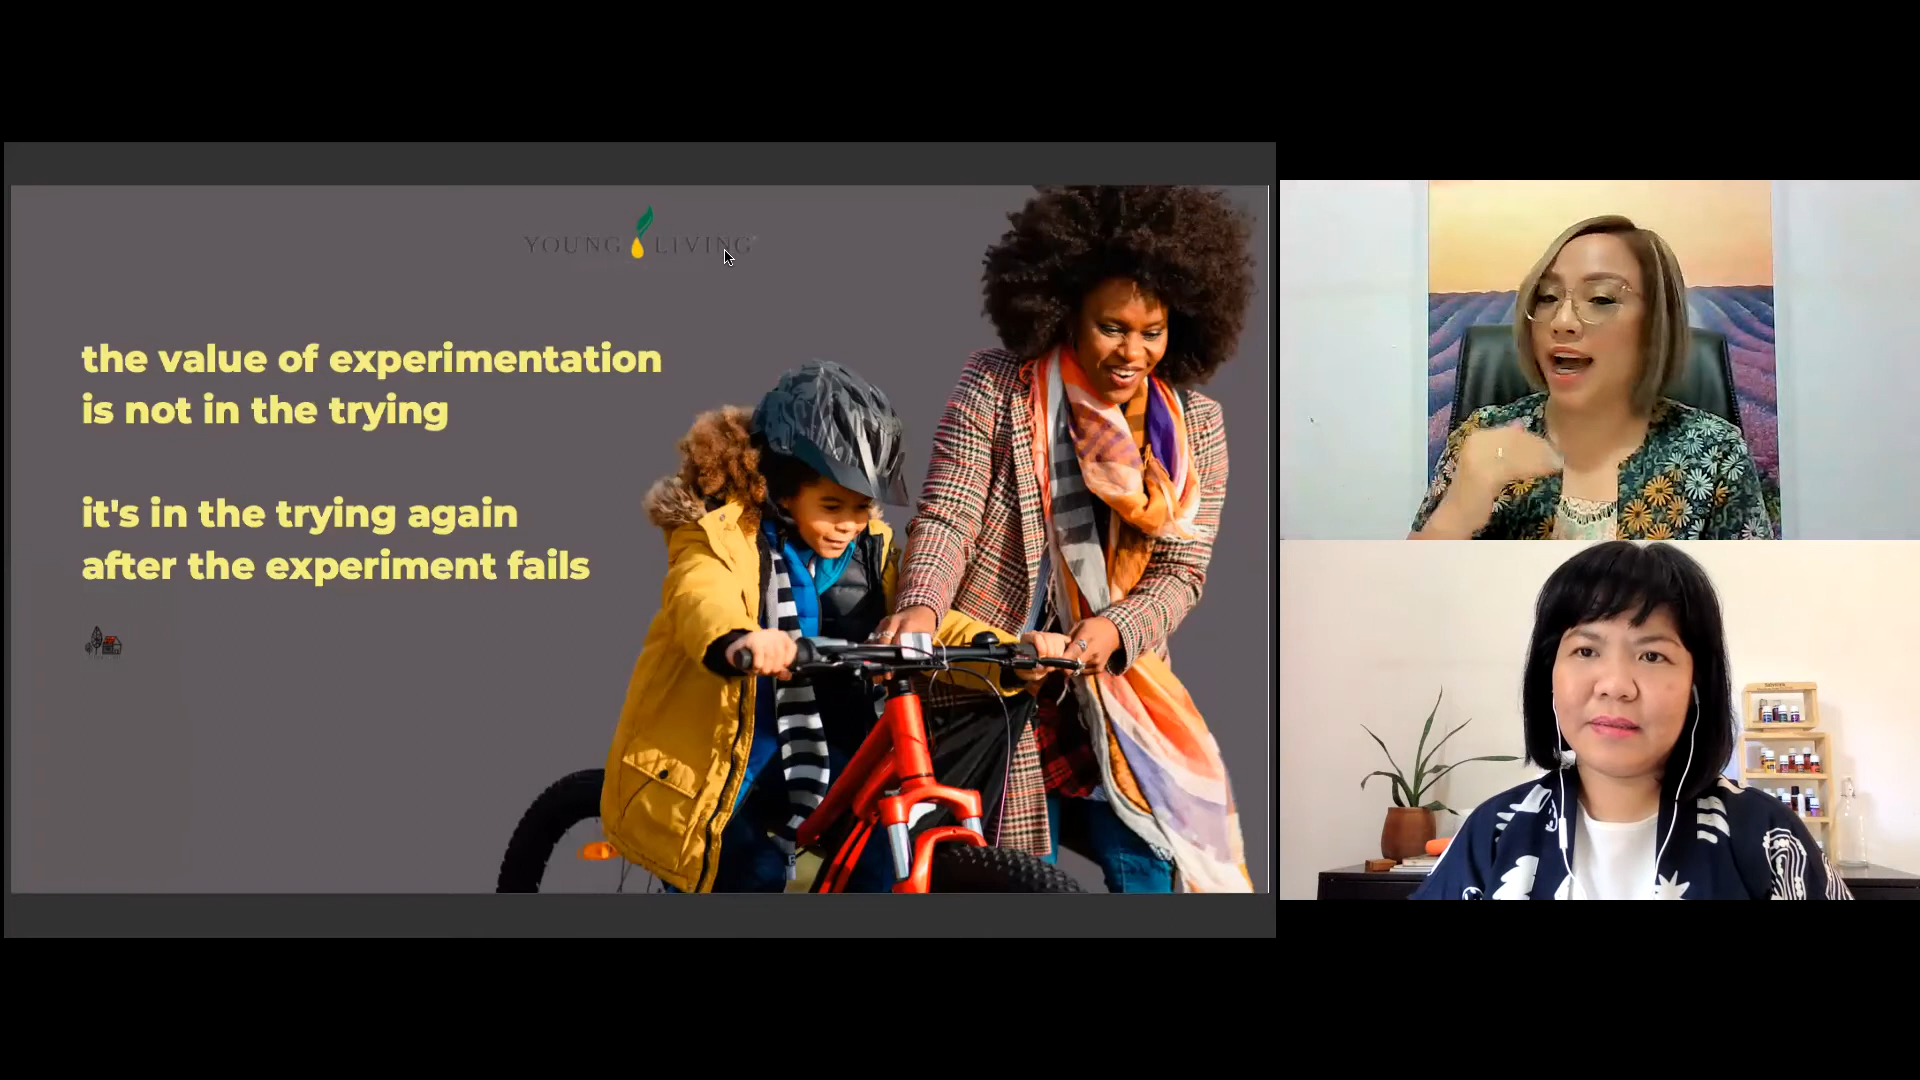 YOUNG LIVING
the value of experimentation
is not in the trying
it's in the trying again
after the experiment fails